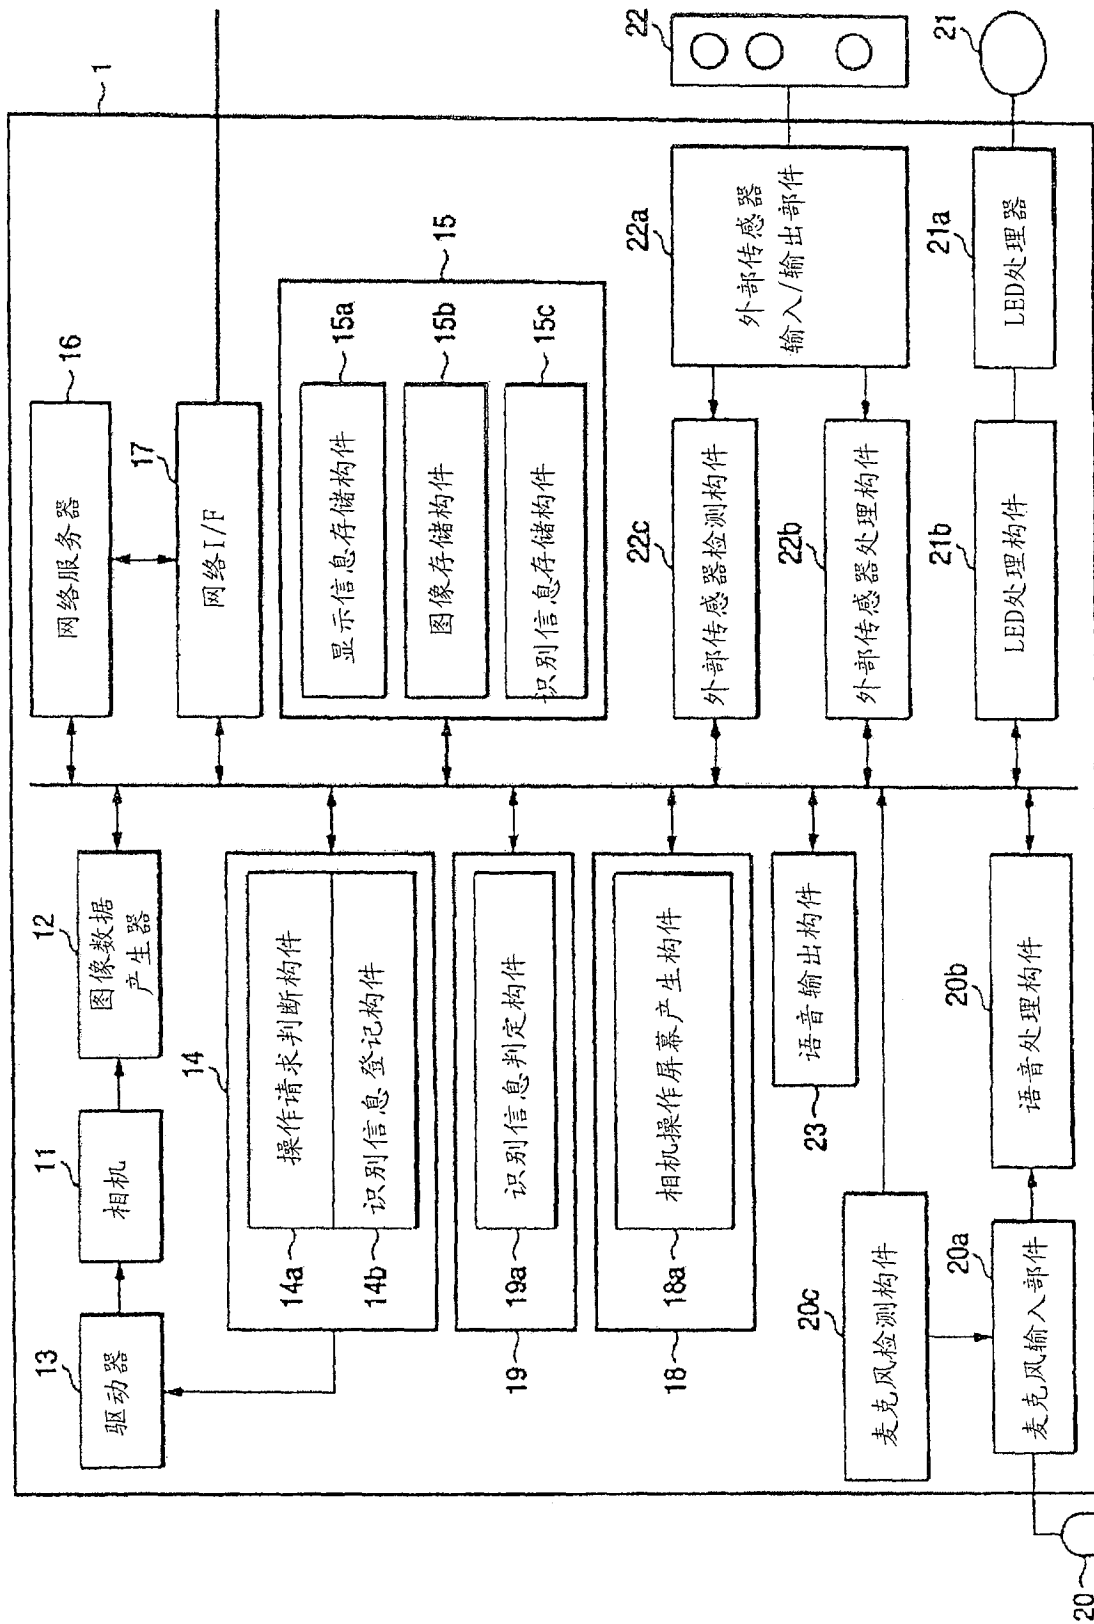 1
13
驱动器
11
相机
12
图像数据
产生器
16
网络服务器
17
网络I/F
14
14a
操作请求判断构件
14b
识别信息登记构件
15
显示信息存储构件
15a
图像存储构件
15b
识别信息存储构件
15c
19
19a
识别信息判定构件
18
18a
相机操作屏幕产生构件
23
语音输出构件
22c
外部传感器检测构件
22b
外部传感器处理构件
22a
外部传感器
输入/输出部件
22
20c
麦克风检测构件
20
20a
麦克风输入部件
20b
语音处理构件
21b
LED处理构件
21a
LED处理器
21